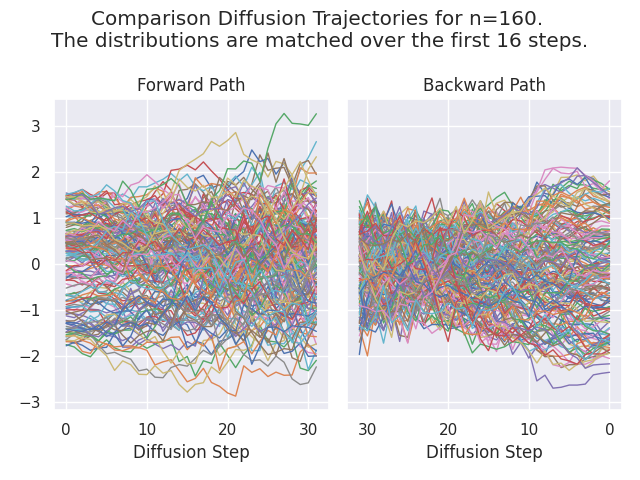 Comparison Diffusion Trajectories for n=160.
The distributions are matched over the first 16 steps.
Forward Path
Backward Path
3
2
1
0
−1
−2
−3
0 10 20 30
30 20 10 0
Diffusion Step
Diffusion Step